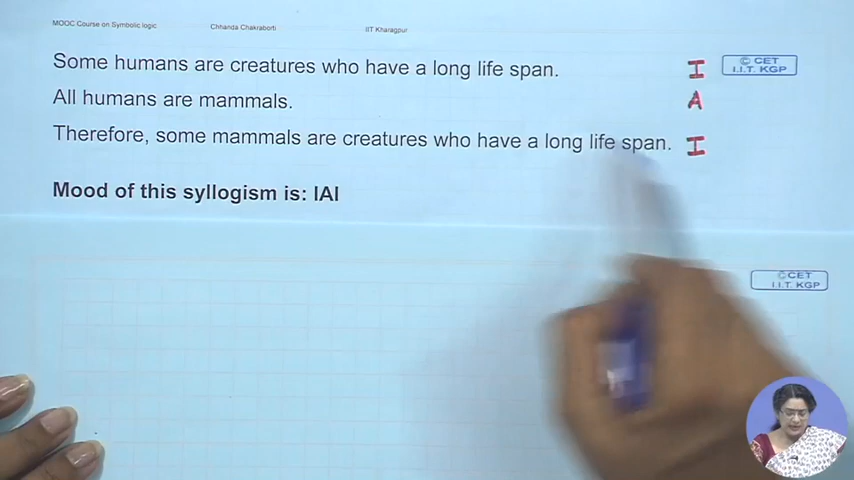 MOOC Course on Symbolic logic Chhanda Chakraborti IIT Kharagpur
Some humans are creatures who have a long life span. I
© CET
I.I.T. KGP
All humans are mammals. A
Therefore, some mammals are creatures who have a long life span. I
Mood of this syllogism is: IAI
© CET
I.I.T. KGP